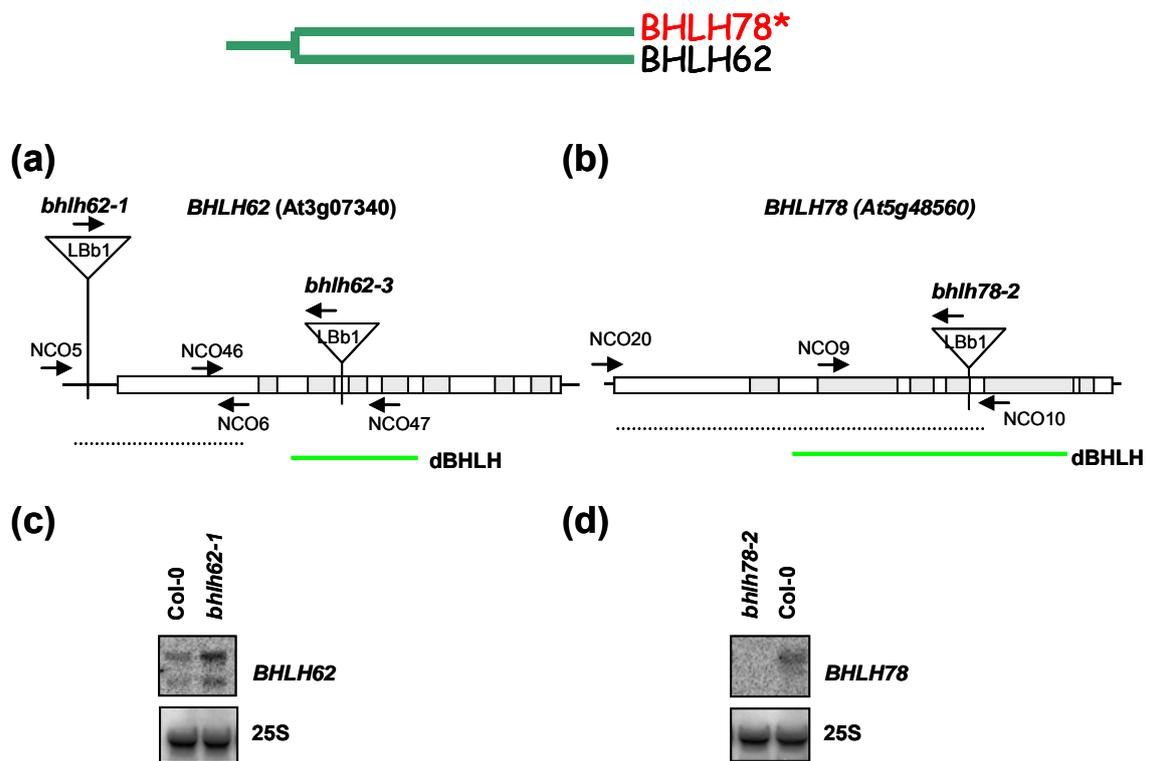 BHLH78*
BHLH62
(a)
(b)
bhlh62-1
BHLH62 (At3g07340)
BHLH78 (At5g48560)
LBb1
bhlh62-3
bhlh78-2
LBb1
LBb1
NCO5
NCO46
NCO20
NCO9
NCO6
NCO47
NCO10
dBHLH
dBHLH
(c)
(d)
Col-0
bhlh62-1
bhlh78-2
Col-0
BHLH62
BHLH78
25S
25S